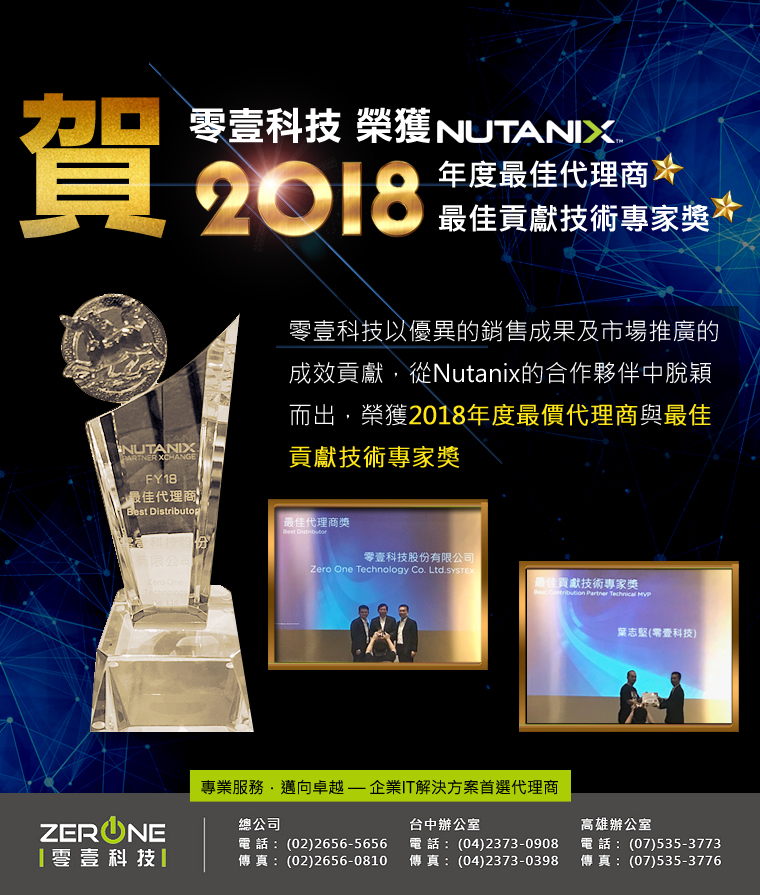 賀
零壹科技 榮獲 NUTANIX™
2018 年度最佳代理商
最佳貢獻技術專家獎
零壹科技以優異的銷售成果及市場推廣的
成效貢獻，從Nutanix的合作夥伴中脫穎
而出，榮獲2018年度最價代理商與最佳
貢獻技術專家獎
NUTANIX
PARTNER XCHANGE
FY18
最佳代理商
Best Distributor
最佳代理商獎
Best Distributor
零壹科技股份有限公司
Zero One Technology Co. Ltd.
最佳貢獻技術專家獎
Best Contribution Partner Technical MVP
葉志堅(零壹科技)
專業服務．邁向卓越 — 企業IT解決方案首選代理商
ZERONE
零壹科技
總公司
電話： (02)2656-5656
傳真： (02)2656-0810
台中辦公室
電話： (04)2373-0908
傳真： (04)2373-0398
高雄辦公室
電話： (07)535-3773
傳真： (07)535-3776